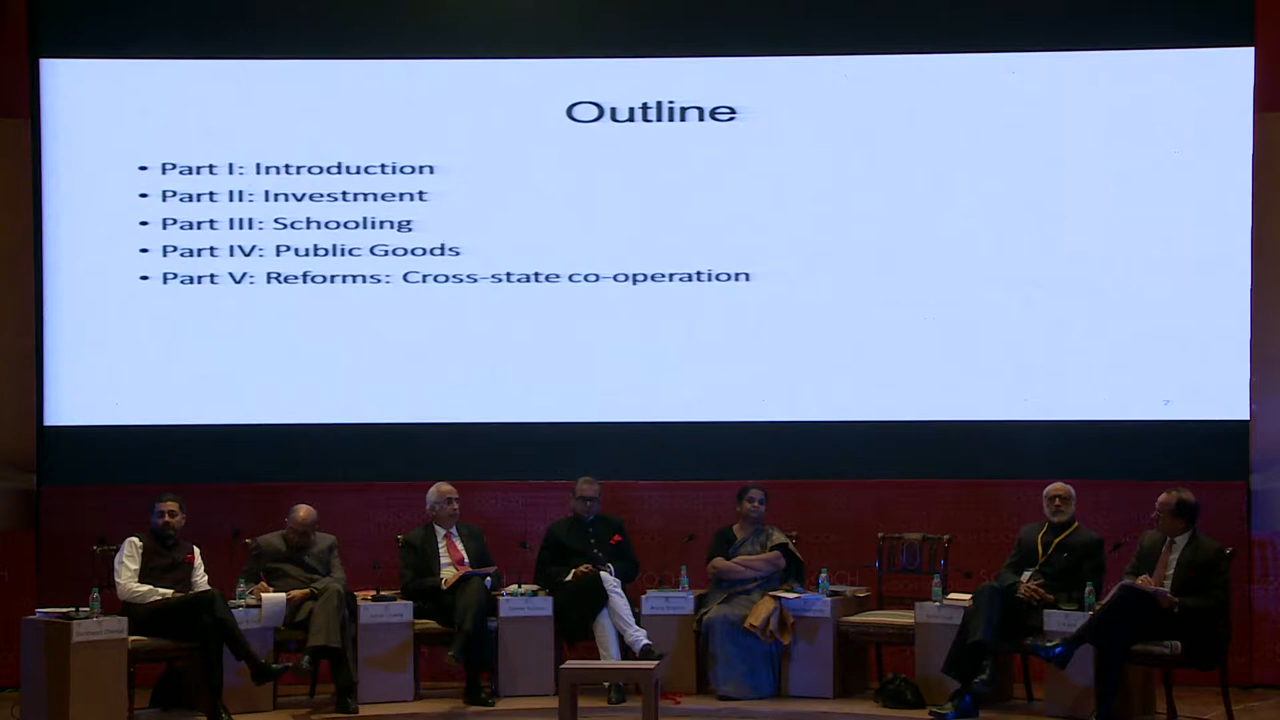 Outline
• Part I: Introduction
• Part II: Investment
• Part III: Schooling
• Part IV: Public Goods
• Part V: Reforms: Cross-state co-operation
7